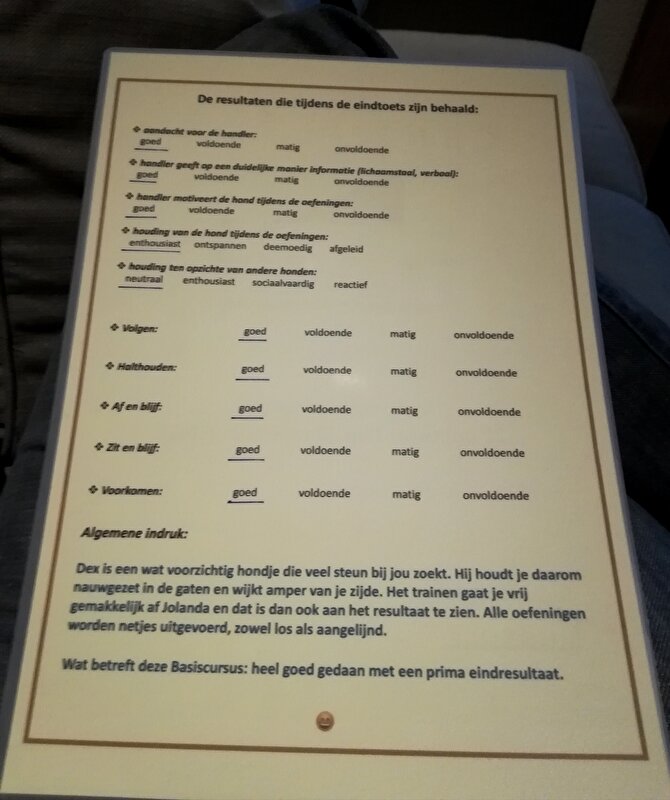 De resultaten die tijdens de eindtoets zijn behaald:
❖ aandacht voor de handler:
goed voldoende matig onvoldoende
❖ handler geeft op een duidelijke manier informatie (lichaamstaal, verbaal):
goed voldoende matig onvoldoende
❖ handler motiveert de hond tijdens de oefeningen:
goed voldoende matig onvoldoende
❖ houding van de hond tijdens de oefeningen:
enthousiast ontspannen deemoedig afgeleid
❖ houding ten opzichte van andere honden:
neutraal enthousiast sociaalvaardig reactief
❖ Volgen: goed voldoende matig onvoldoende
❖ Halthouden: goed voldoende matig onvoldoende
❖ Af en blijf: goed voldoende matig onvoldoende
❖ Zit en blijf: goed voldoende matig onvoldoende
❖ Voorkomen: goed voldoende matig onvoldoende
Algemene indruk:
Dex is een wat voorzichtig hondje die veel steun bij jou zoekt. Hij houdt je daarom
nauwgezet in de gaten en wijkt amper van je zijde. Het trainen gaat je vrij
gemakkelijk af Jolanda en dat is dan ook aan het resultaat te zien. Alle oefeningen
worden netjes uitgevoerd, zowel los als aangelijnd.
Wat betreft deze Basiscursus: heel goed gedaan met een prima eindresultaat.